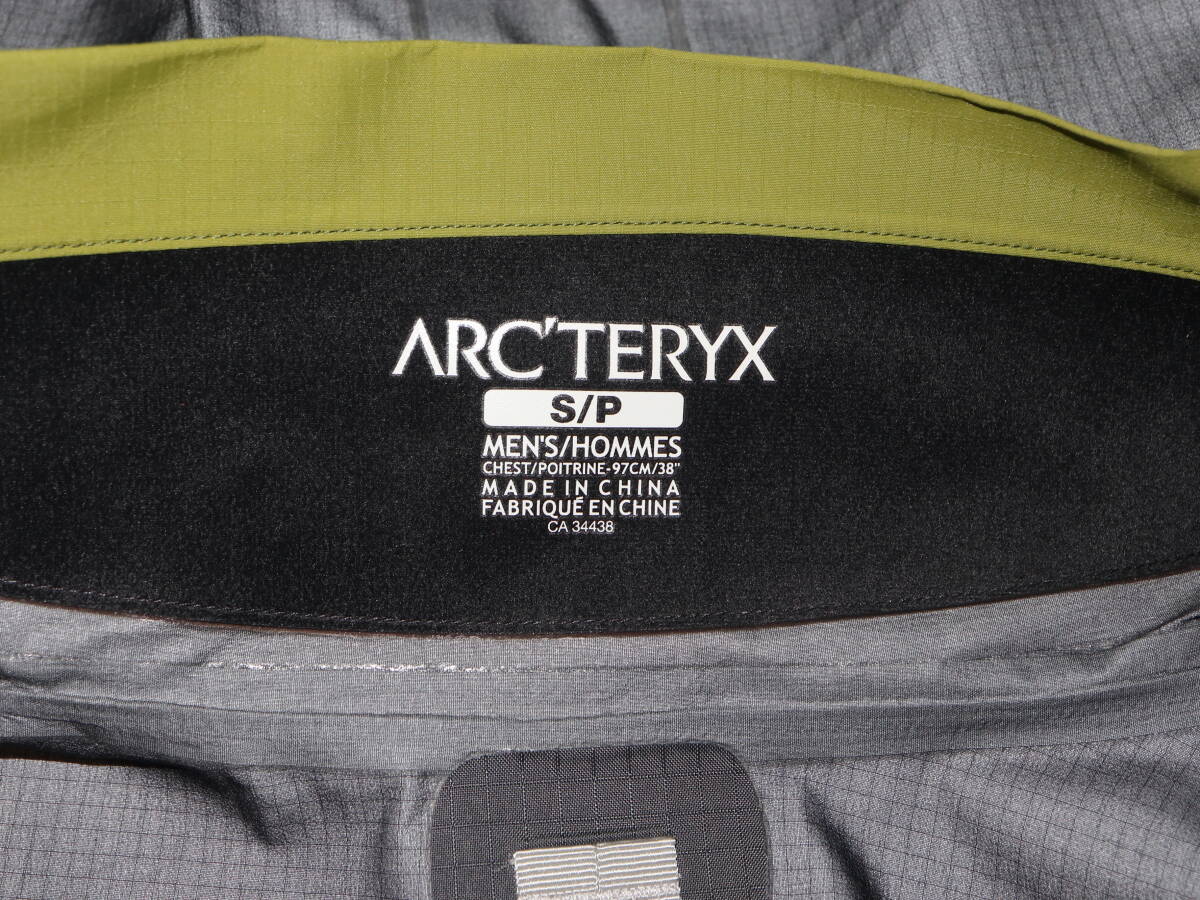 ARC'TERYX
S/P
MEN'S/HOMMES
CHEST/POITRINE-97CM/38"
MADE IN CHINA
FABRIQUÉ EN CHINE
CA 34438